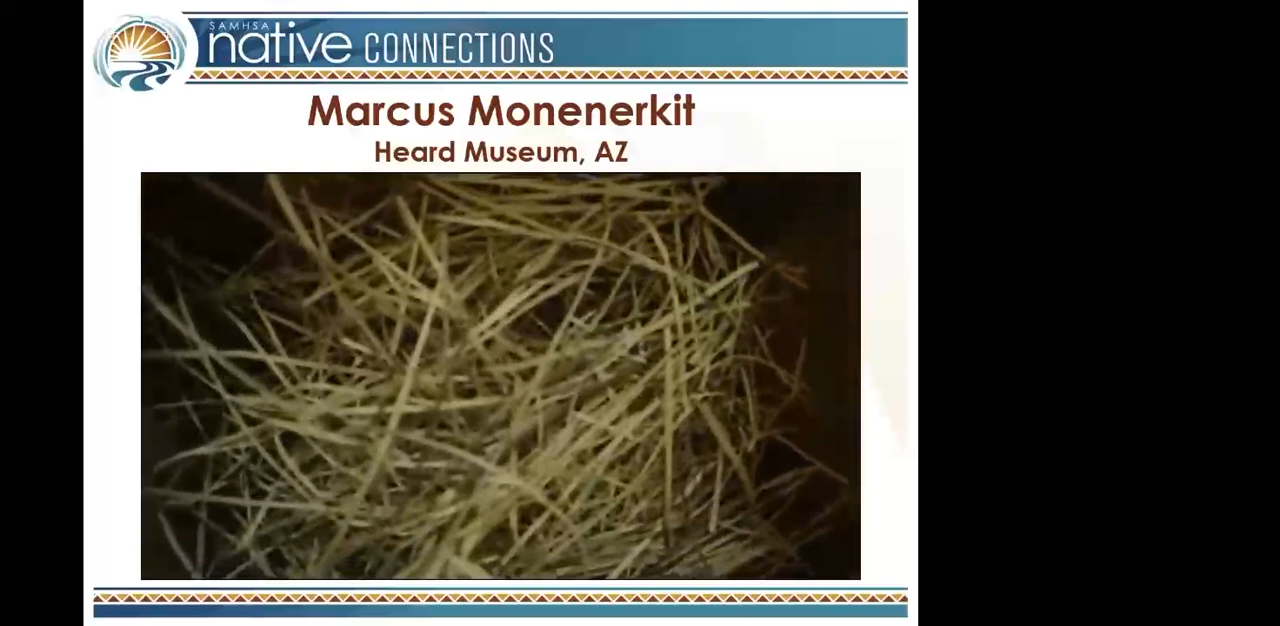 SAMHSA
native CONNECTIONS
Marcus Monenerkit
Heard Museum, AZ